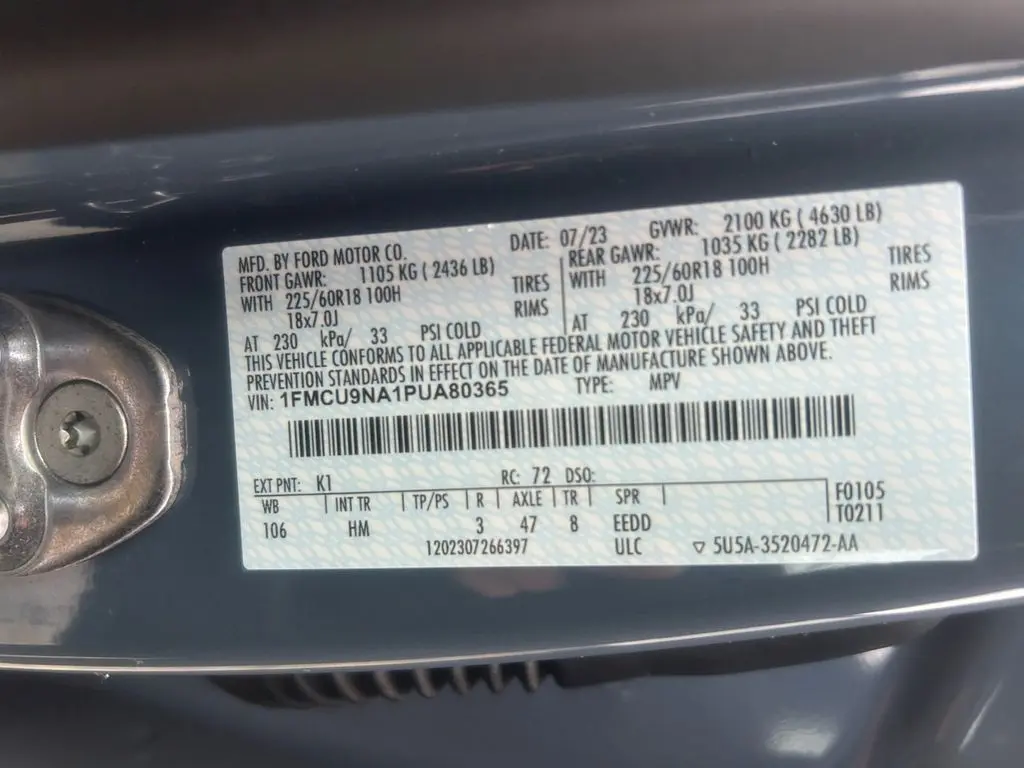 MFD. BY FORD MOTOR CO. DATE: 07/23 GVWR: 2100 KG ( 4630 LB)
FRONT GAWR: 1105 KG ( 2436 LB) REAR GAWR: 1035 KG ( 2282 LB)
WITH 225/60R18 100H TIRES WITH 225/60R18 100H TIRES
18x7.0J RIMS 18x7.0J RIMS
AT 230 kPa/ 33 PSI COLD AT 230 kPa/ 33 PSI COLD
THIS VEHICLE CONFORMS TO ALL APPLICABLE FEDERAL MOTOR VEHICLE SAFETY AND THEFT
PREVENTION STANDARDS IN EFFECT ON THE DATE OF MANUFACTURE SHOWN ABOVE.
VIN: 1FMCU9NA1PUA80365 TYPE: MPV
EXT PNT: K1 RC: 72 DSO:
WB INT TR TP/PS R AXLE TR SPR F0105
106 HM 3 47 8 EEDD T0211
1202307266397 ULC ▽ 5U5A-3520472-AA